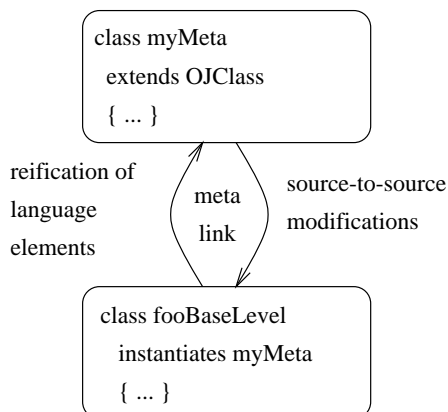 class myMeta
extends OJClass
{ ... }
reification of
language
elements
meta
link
source-to-source
modifications
class fooBaseLevel
instantiates myMeta
{ ... }